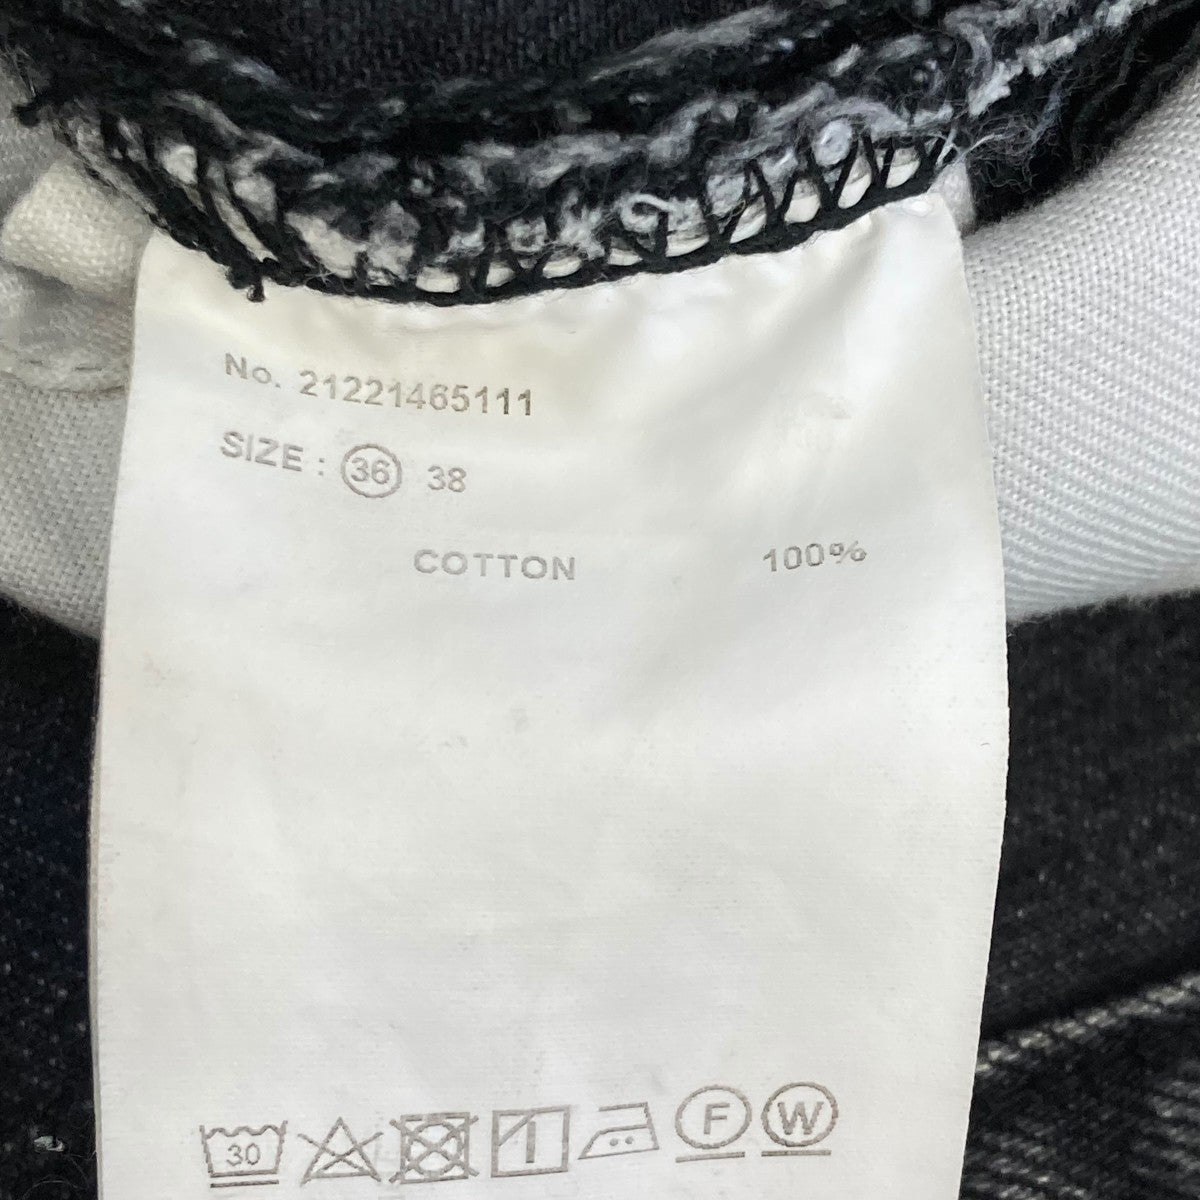 No. 21221465111
SIZE : 36 38
COTTON 100%
30 F W